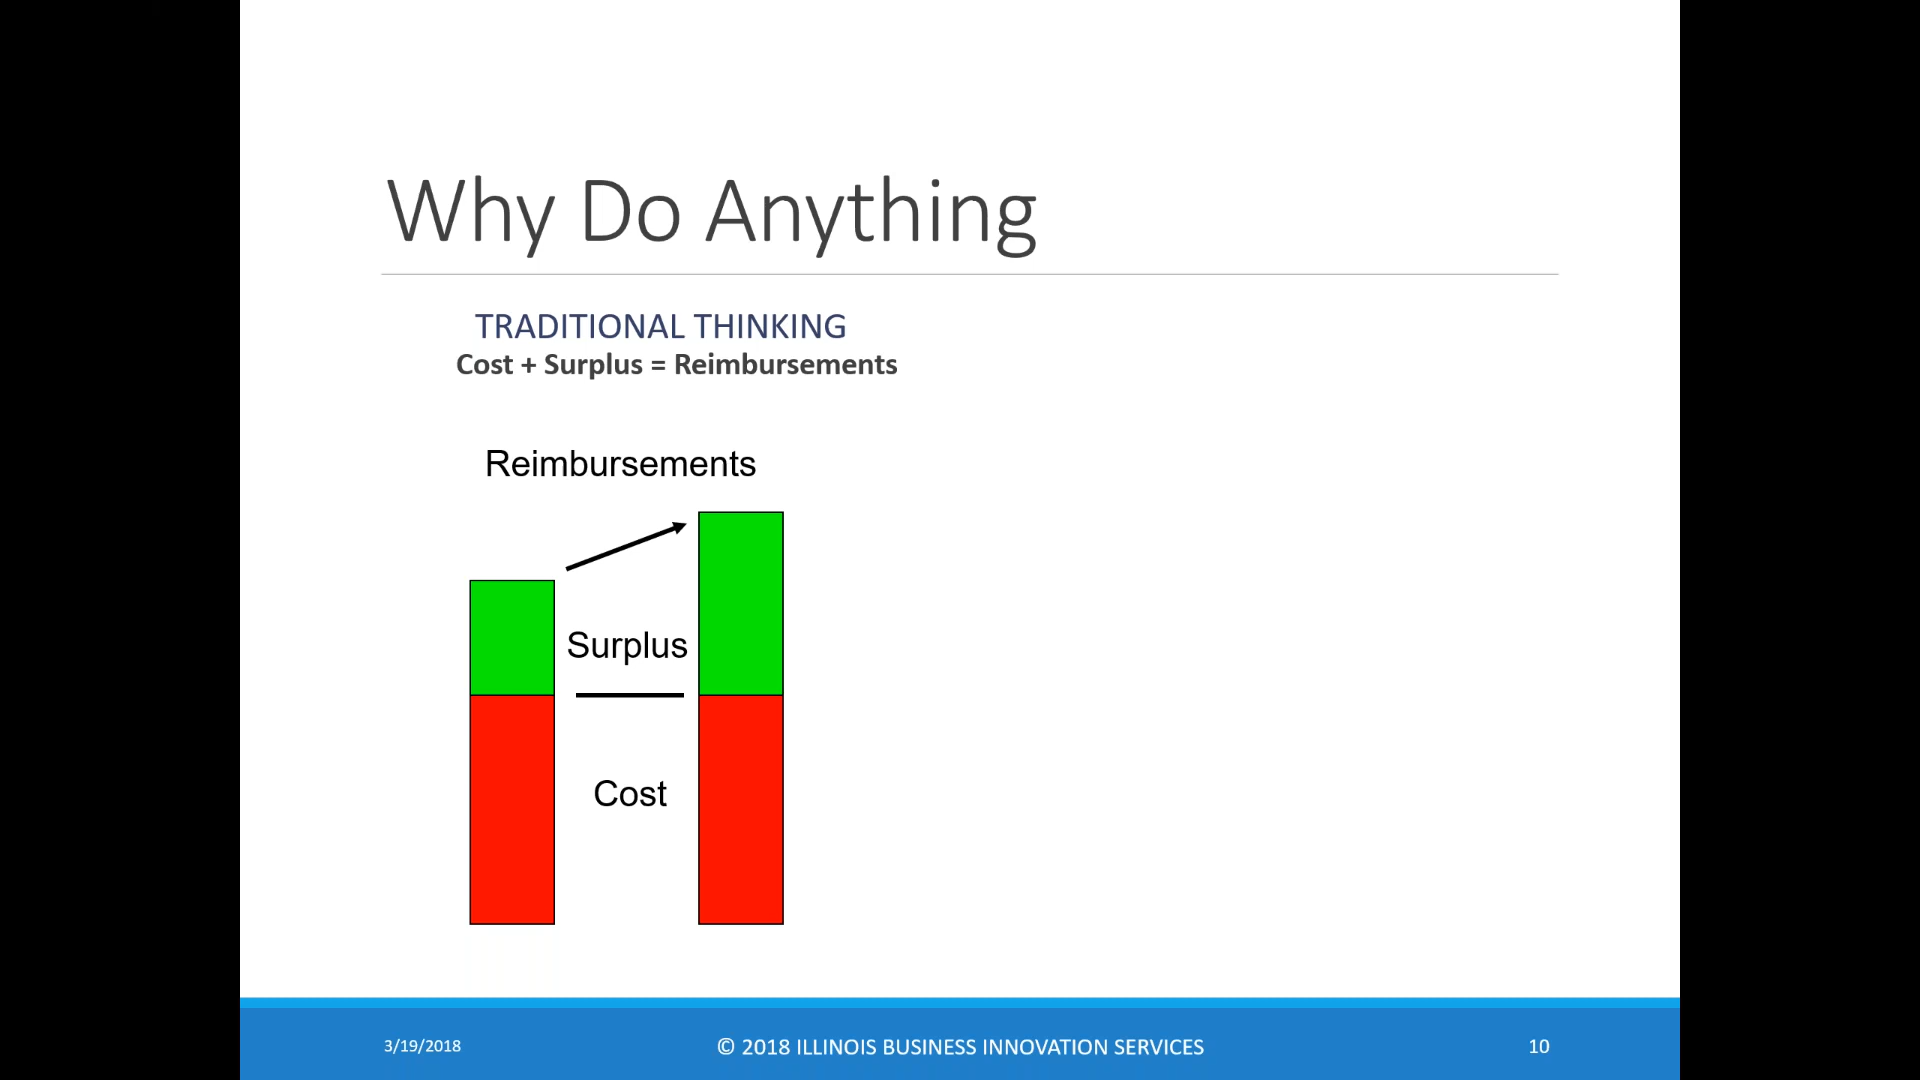 Why Do Anything
TRADITIONAL THINKING
Cost + Surplus = Reimbursements
Reimbursements
Surplus
Cost
3/19/2018
© 2018 ILLINOIS BUSINESS INNOVATION SERVICES
10